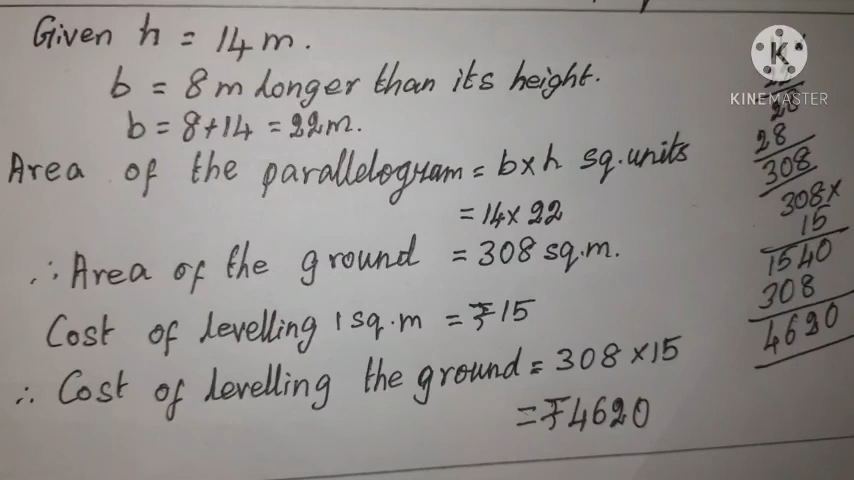 Given h = 14 m.
b = 8 m longer than its height.
b = 8+14 = 22m.
Area of the parallelogram = b×h sq.units
= 14×22
∴ Area of the ground = 308 sq.m.
Cost of levelling 1 sq.m = ₹15
∴ Cost of levelling the ground = 308 ×15
= ₹4620
K
KINEMASTER
28
28
308
308×
15
1540
308
4620